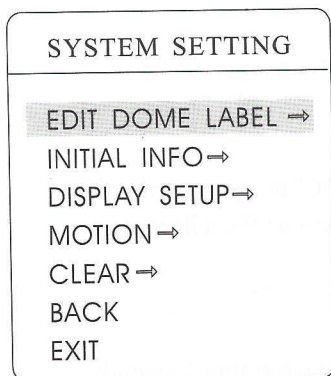 SYSTEM SETTING
EDIT DOME LABEL ⇒
INITIAL INFO⇒
DISPLAY SETUP⇒
MOTION⇒
CLEAR⇒
BACK
EXIT